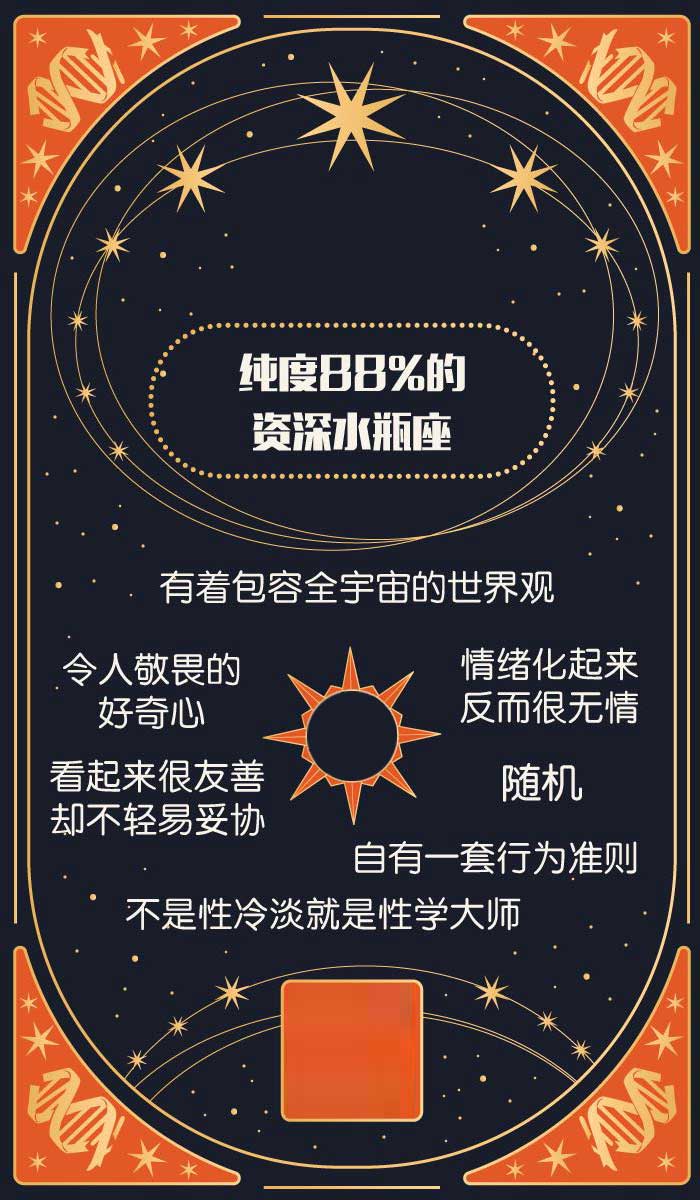 纯度88%的
资深水瓶座
有着包容全宇宙的世界观
令人敬畏的
好奇心
情绪化起来
反而很无情
看起来很友善
却不轻易妥协
随机
自有一套行为准则
不是性冷淡就是性学大师